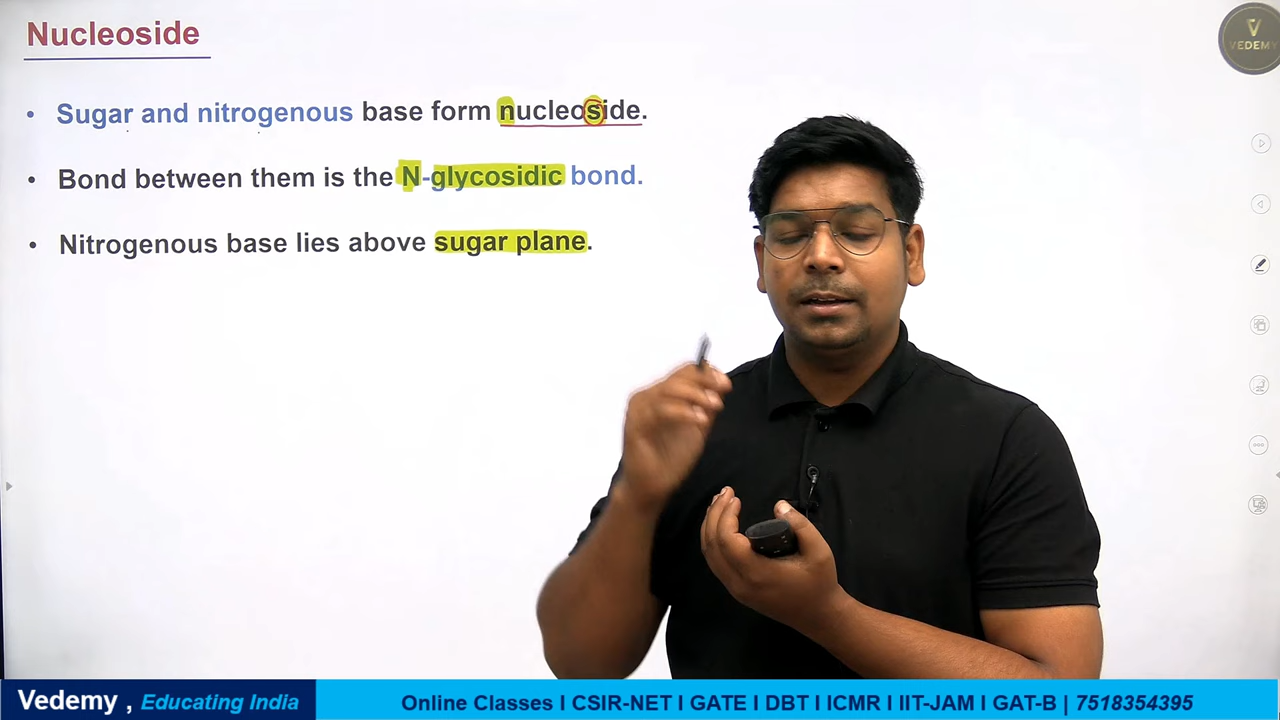 Nucleoside
V
VEDEMY
• Sugar and nitrogenous base form nucleoside.
• Bond between them is the N-glycosidic bond.
• Nitrogenous base lies above sugar plane.
Vedemy , Educating India
Online Classes I CSIR-NET I GATE I DBT I ICMR I IIT-JAM I GAT-B | 7518354395